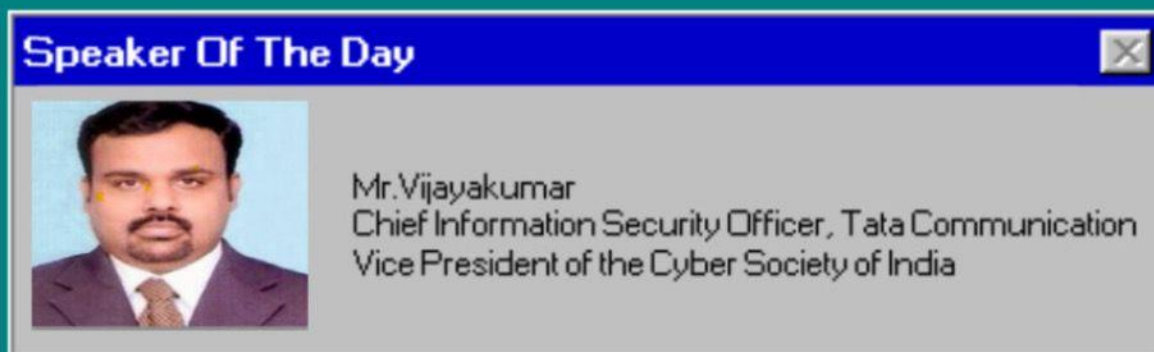 Speaker Of The Day
Mr.Vijayakumar
Chief Information Security Officer, Tata Communication
Vice President of the Cyber Society of India